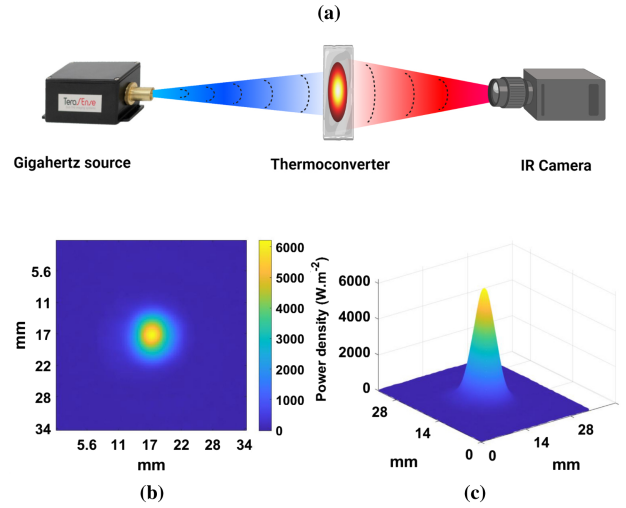 (a)
TeraSense
Gigahertz source
Thermoconverter
IR Camera
mm
5.6
11
17
22
28
34
5.6 11 17 22 28 34
mm
6000
5000
4000
3000
2000
1000
0
Power density (W.m-2)
6000
4000
2000
0
28
14
0
mm
0
14
28
mm
(b)
(c)